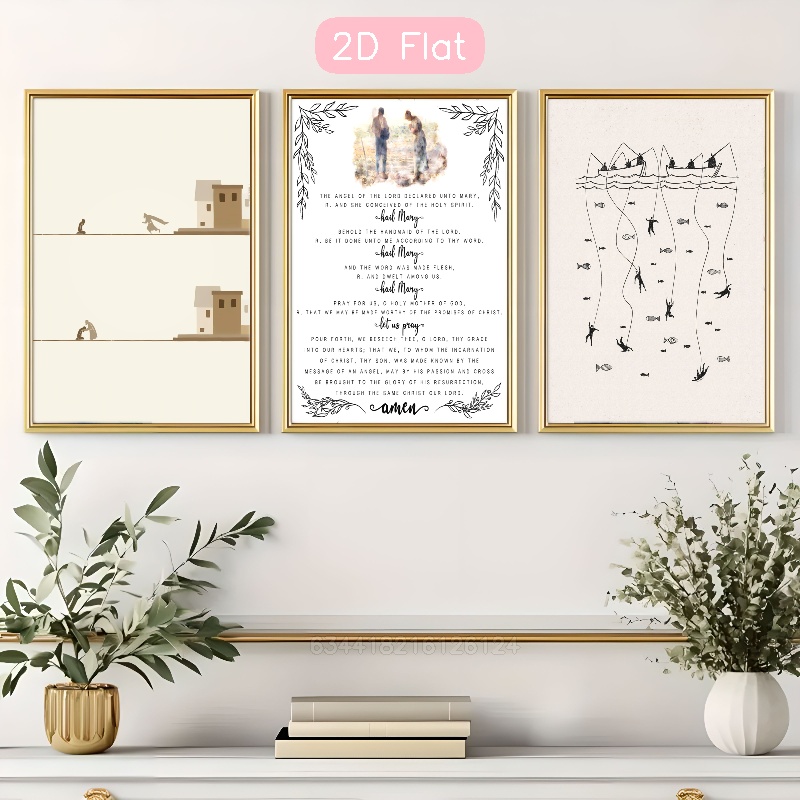 2D Flat
THE ANGEL OF THE LORD DECLARED UNTO MARY,
R. AND SHE CONCEIVED OF THE HOLY SPIRIT.
hail Mary
BEHOLD THE HANDMAID OF THE LORD.
R. BE IT DONE UNTO ME ACCORDING TO THY WORD.
hail Mary
AND THE WORD WAS MADE FLESH,
R. AND DWELT AMONG US.
hail Mary
PRAY FOR US, O HOLY MOTHER OF GOD,
R. THAT WE MAY BE MADE WORTHY OF THE PROMISES OF CHRIST.
let us pray
POUR FORTH, WE BESEECH THEE, O LORD, THY GRACE
INTO OUR HEARTS; THAT WE, TO WHOM THE INCARNATION
OF CHRIST, THY SON, WAS MADE KNOWN BY THE
MESSAGE OF AN ANGEL, MAY BY HIS PASSION AND CROSS
BE BROUGHT TO THE GLORY OF HIS RESURRECTION,
THROUGH THE SAME CHRIST OUR LORD.
amen
634418216126124